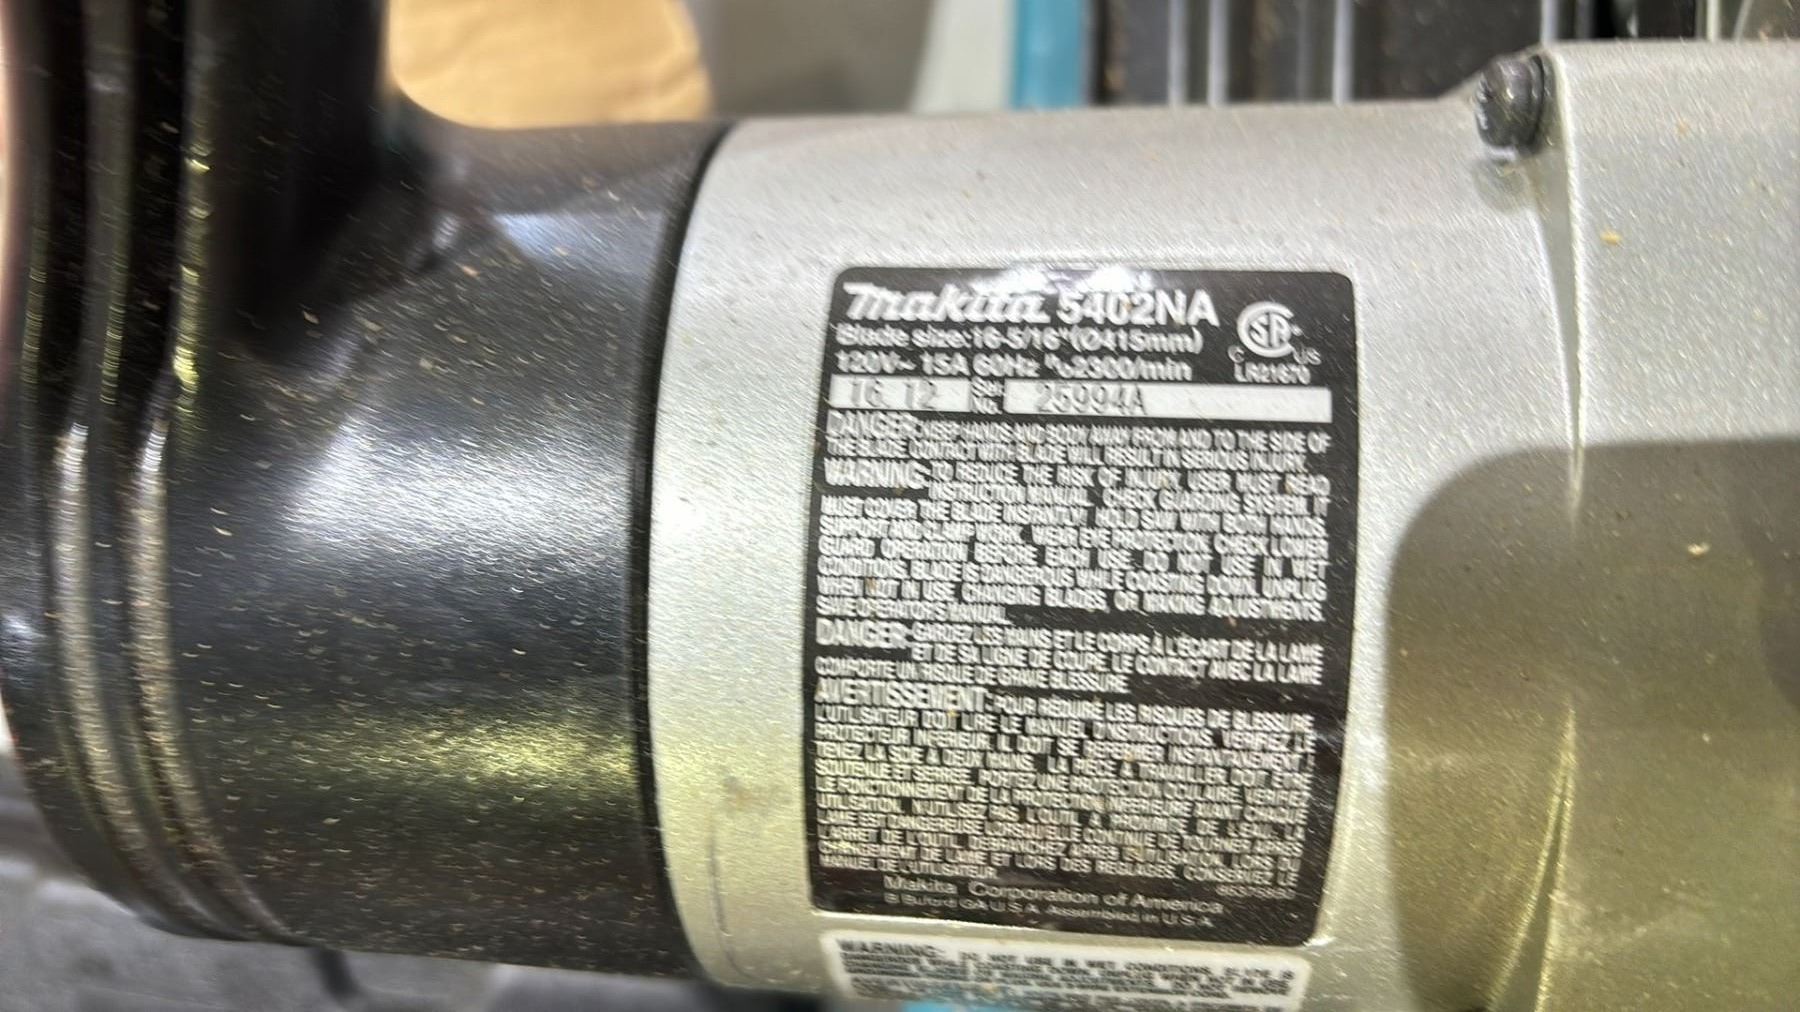 makita 5402NA
Blade size:16-5/16"(Ø415mm)
120V~ 15A 60Hz 2300/min
16 12 Ser. No. 25994A
CSA
C US
LR21670
DANGER: KEEP HANDS AND BODY AWAY FROM AND TO THE SIDE OF
THE BLADE. CONTACT WITH BLADE WILL RESULT IN SERIOUS INJURY.
WARNING: TO REDUCE THE RISK OF INJURY, USER MUST READ
INSTRUCTION MANUAL. CHECK GUARDING SYSTEM, IT
MUST COVER THE BLADE INSTANTLY! HOLD SAW WITH BOTH HANDS.
SUPPORT AND CLAMP WORK. WEAR EYE PROTECTION. CHECK LOWER
GUARD OPERATION BEFORE EACH USE. DO NOT USE IN WET
CONDITIONS. BLADE IS DANGEROUS WHILE COASTING DOWN. UNPLUG
WHEN NOT IN USE, CHANGING BLADES, OR MAKING ADJUSTMENTS.
SAVE OPERATOR'S MANUAL.
DANGER: GARDEZ LES MAINS ET LE CORPS À L'ÉCART DE LA LAME
ET DE SA LIGNE DE COUPE. LE CONTACT AVEC LA LAME
COMPORTE UN RISQUE DE GRAVE BLESSURE.
AVERTISSEMENT: POUR RÉDUIRE LES RISQUES DE BLESSURE
L'UTILISATEUR DOIT LIRE LE MANUEL D'INSTRUCTIONS. VÉRIFIEZ LE
PROTECTEUR INFÉRIEUR. IL DOIT SE REFERMER INSTANTANÉMENT !
TENEZ LA SCIE À DEUX MAINS. LA PIÈCE À TRAVAILLER DOIT ÊTRE
SOUTENUE ET SERRÉE. PORTEZ UNE PROTECTION OCULAIRE. VÉRIFIEZ
LE FONCTIONNEMENT DE LA PROTECTION INFÉRIEURE AVANT CHAQUE
UTILISATION. N'UTILISEZ PAS L'OUTIL À PROXIMITÉ DE L'EAU. LA
LAME EST DANGEREUSE LORSQU'ELLE CONTINUE DE TOURNER APRÈS
L'ARRÊT DE L'OUTIL. DÉBRANCHEZ APRÈS L'UTILISATION, LORS DU
CHANGEMENT DE LAME ET LORS DES RÉGLAGES. CONSERVEZ LE
MANUEL DE L'UTILISATEUR.
Makita Corporation of America
Buford GA U.S.A. Assembled in U.S.A.
WARNING: DO NOT USE IN WET CONDITIONS.